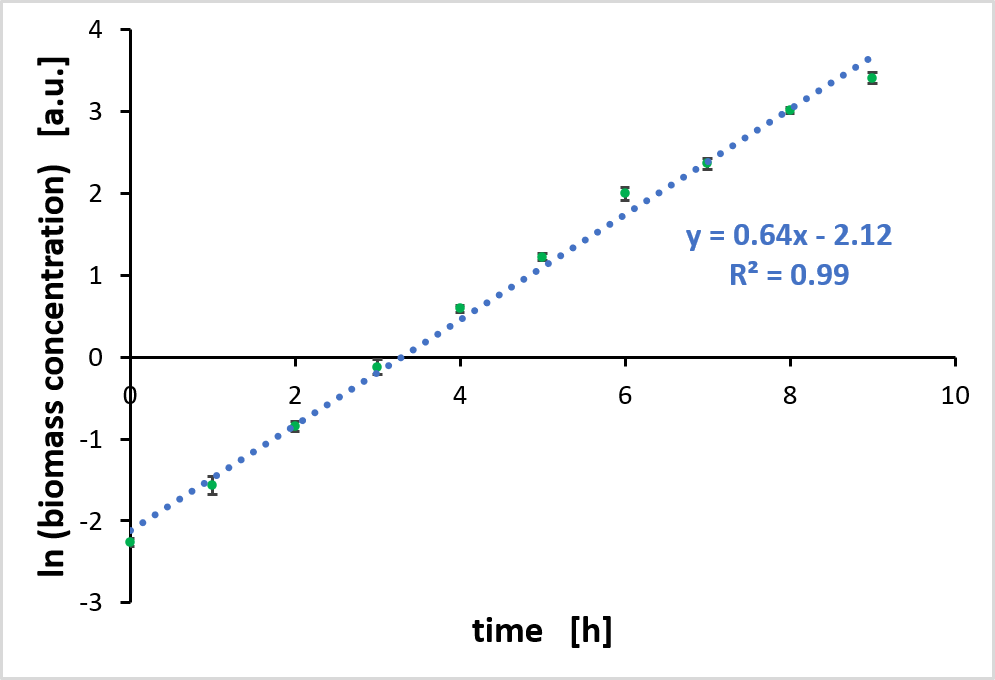 ln (biomass concentration) [a.u.]
4
3
2
1
0
-1
-2
-3
0 2 4 6 8 10
y = 0.64x - 2.12
R² = 0.99
time [h]